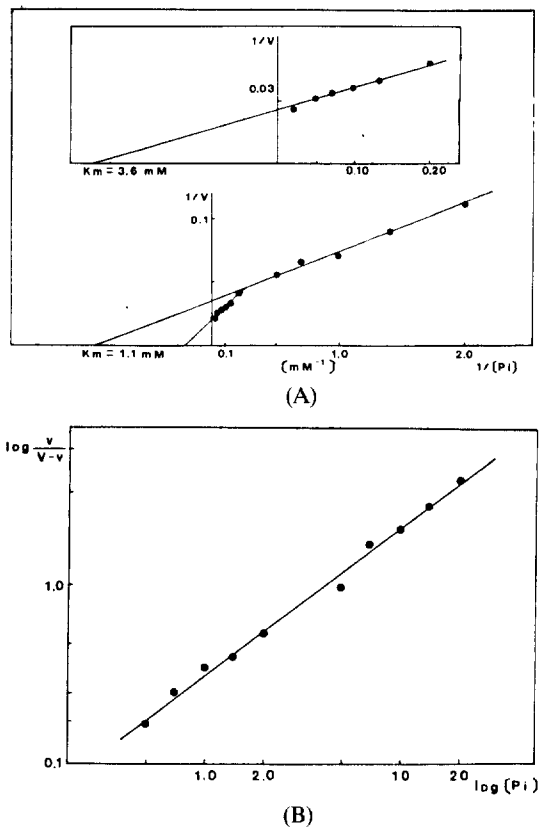 1/V
0.03
0.10 0.20
Km = 3.6 mM
1/V
0.1
Km = 1.1 mM
0.1 1.0 2.0
(mM⁻¹) 1/(Pi)
(A)
log v/V-v
1.0
0.1
1.0 2.0 10 20
log (Pi)
(B)